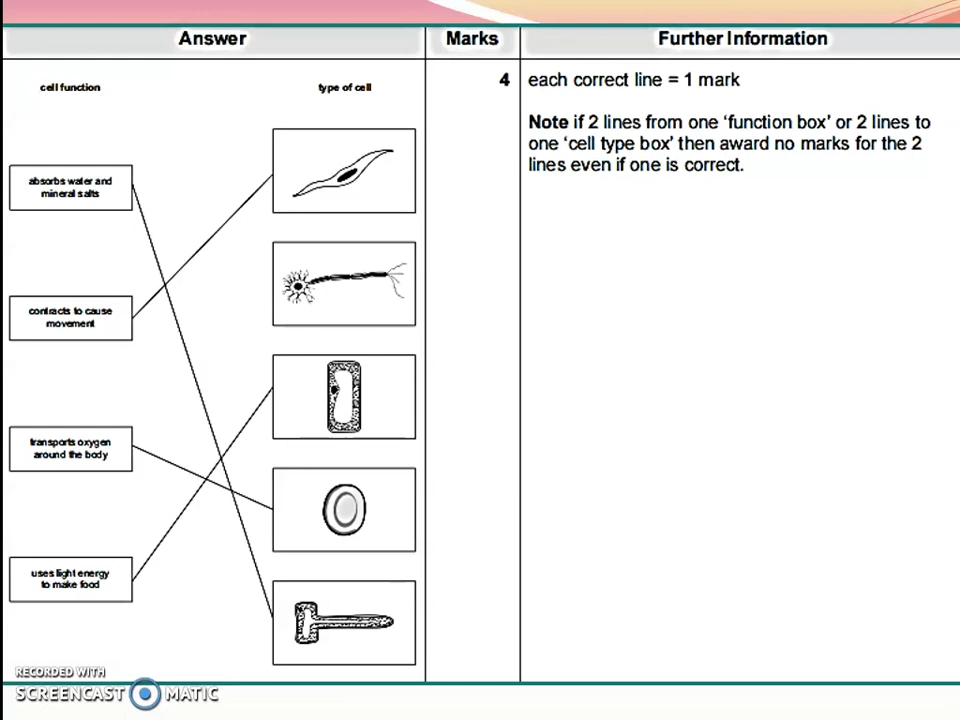 Answer
Marks
Further Information
cell function
type of cell
4
each correct line = 1 mark
Note if 2 lines from one ‘function box’ or 2 lines to
one ‘cell type box’ then award no marks for the 2
lines even if one is correct.
absorbs water and
mineral salts
contracts to cause
movement
transports oxygen
around the body
uses light energy
to make food
RECORDED WITH
SCREENCAST MATIC